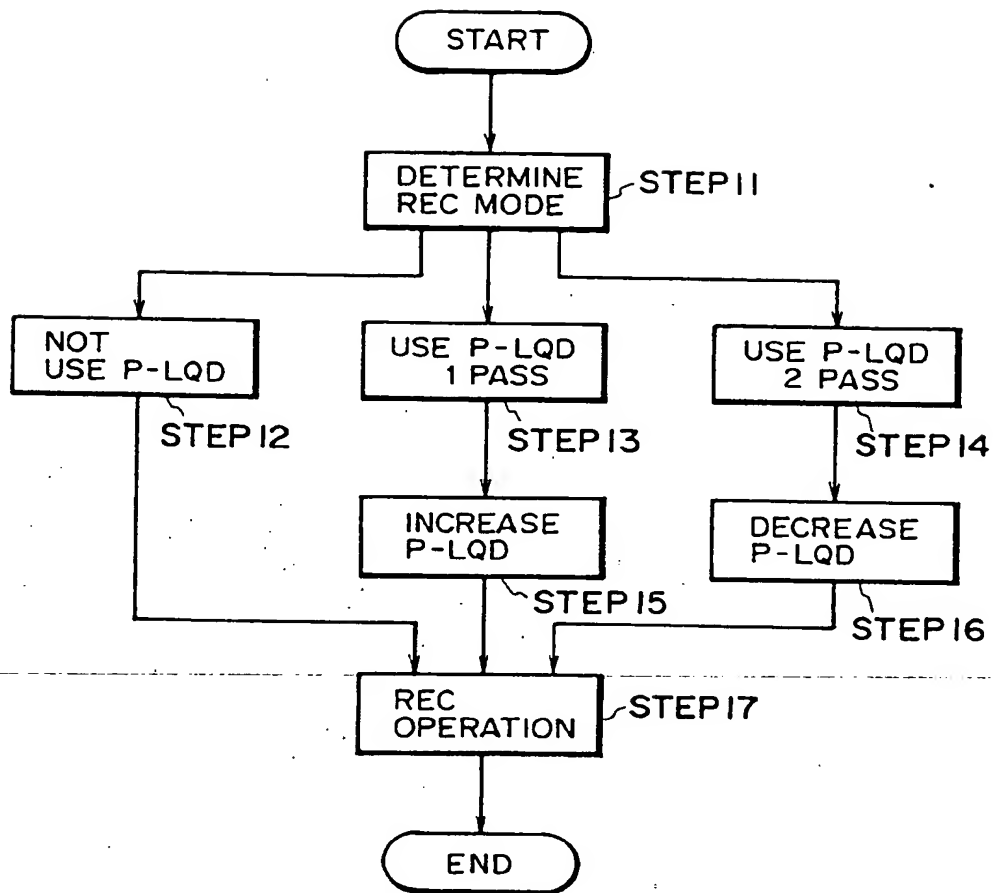 START
DETERMINE
REC MODE
STEP11
NOT
USE P-LQD
STEP12
USE P-LQD
1 PASS
STEP13
USE P-LQD
2 PASS
STEP14
INCREASE
P-LQD
STEP15
DECREASE
P-LQD
STEP16
REC
OPERATION
STEP17
END